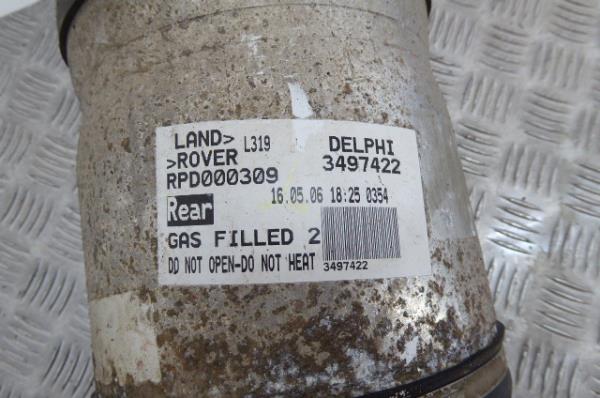 LAND> L319 DELPHI
>ROVER 3497422
RPD000309
16.05.06 18:25 0354
Rear
GAS FILLED 2
DO NOT OPEN-DO NOT HEAT 3497422